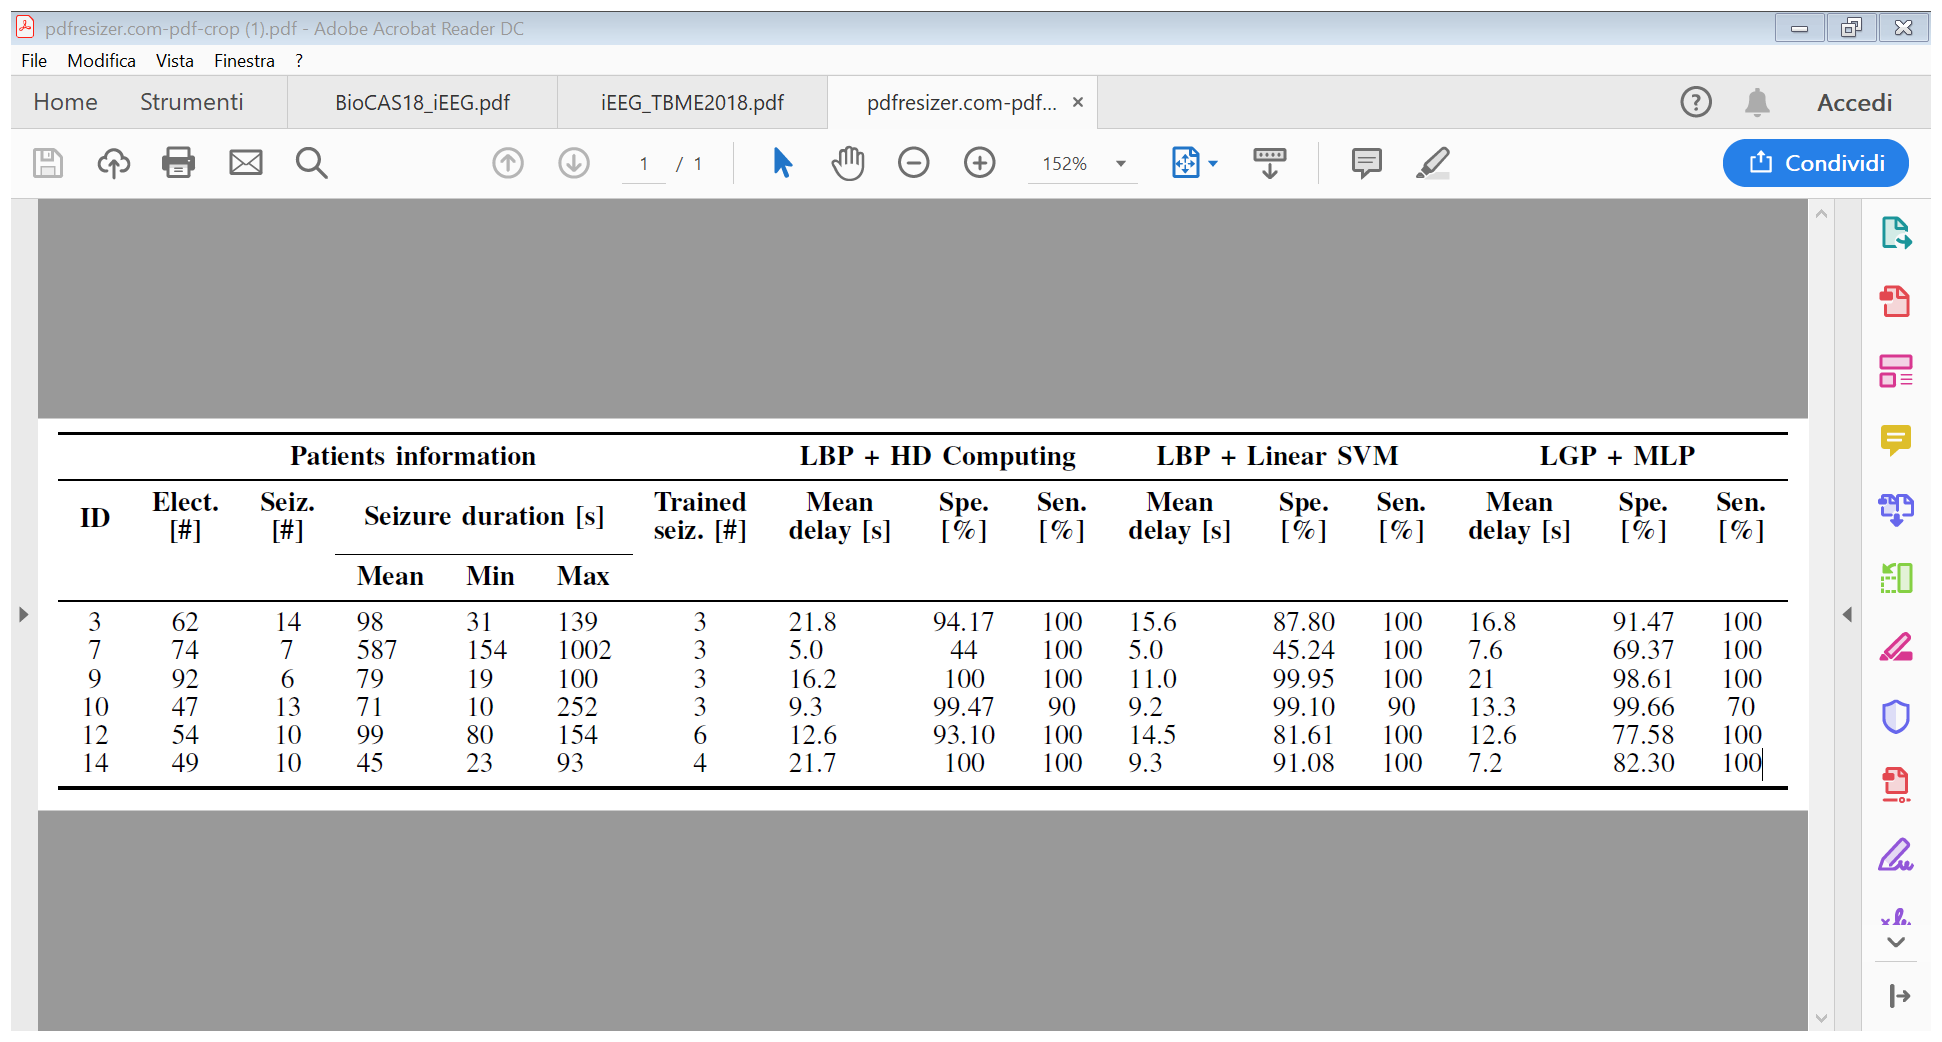 pdfresizer.com-pdf-crop (1).pdf - Adobe Acrobat Reader DC
File Modifica Vista Finestra ?
Home Strumenti BioCAS18_iEEG.pdf iEEG_TBME2018.pdf pdfresizer.com-pdf... × Accedi
1 / 1 152% Condividi
Patients information LBP + HD Computing LBP + Linear SVM LGP + MLP
ID Elect. [#] Seiz. [#] Seizure duration [s] Trained seiz. [#] Mean delay [s] Spe. [%] Sen. [%] Mean delay [s] Spe. [%] Sen. [%] Mean delay [s] Spe. [%] Sen. [%]
Mean Min Max
3 62 14 98 31 139 3 21.8 94.17 100 15.6 87.80 100 16.8 91.47 100
7 74 7 587 154 1002 3 5.0 44 100 5.0 45.24 100 7.6 69.37 100
9 92 6 79 19 100 3 16.2 100 100 11.0 99.95 100 21 98.61 100
10 47 13 71 10 252 3 9.3 99.47 90 9.2 99.10 90 13.3 99.66 70
12 54 10 99 80 154 6 12.6 93.10 100 14.5 81.61 100 12.6 77.58 100
14 49 10 45 23 93 4 21.7 100 100 9.3 91.08 100 7.2 82.30 100